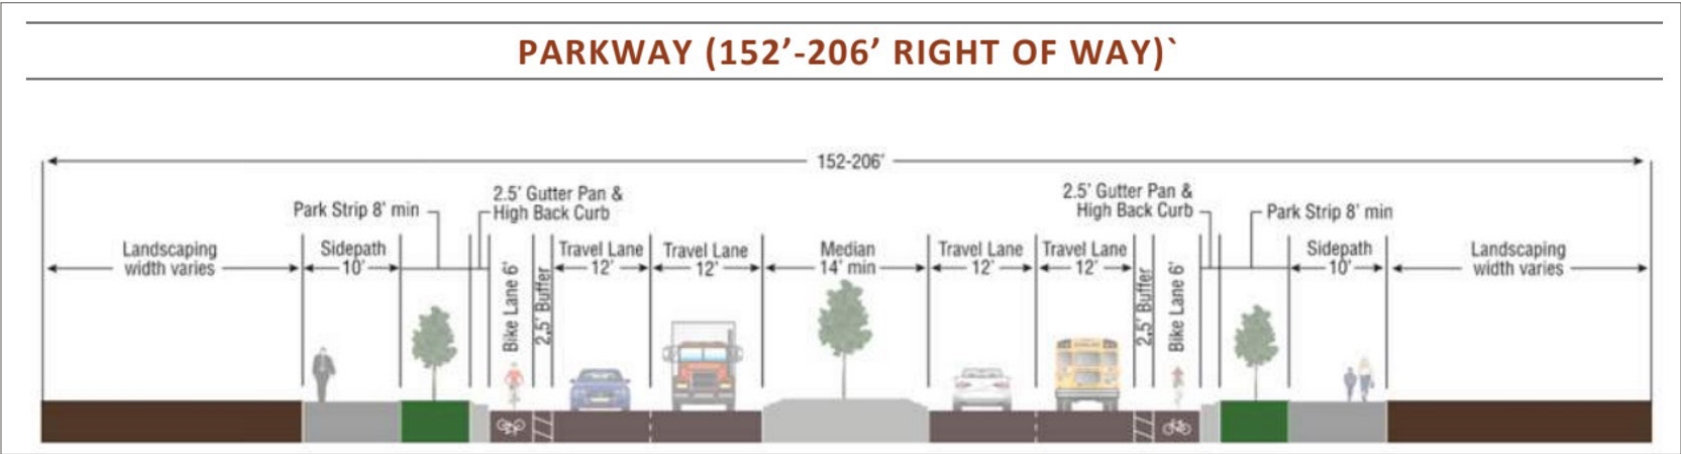 PARKWAY (152’-206’ RIGHT OF WAY)`
152-206'
2.5' Gutter Pan &
High Back Curb
Park Strip 8' min
2.5' Gutter Pan &
High Back Curb
Park Strip 8' min
Landscaping
width varies
Sidepath
10'
Bike Lane 6'
2.5' Buffer
Travel Lane
12'
Travel Lane
12'
Median
14' min
Travel Lane
12'
Travel Lane
12'
2.5' Buffer
Bike Lane 6'
Sidepath
10'
Landscaping
width varies